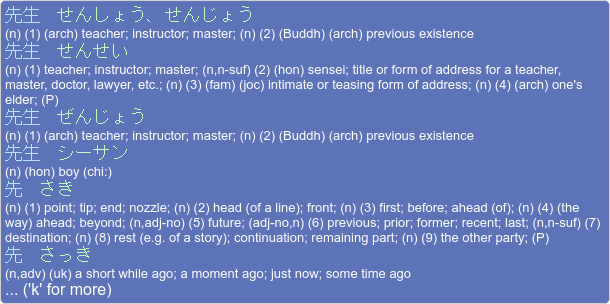 先生　せんしょう、せんじょう
(n) (1) (arch) teacher; instructor; master; (n) (2) (Buddh) (arch) previous existence
先生　せんせい
(n) (1) teacher; instructor; master; (n,n-suf) (2) (hon) sensei; title or form of address for a teacher,
master, doctor, lawyer, etc.; (n) (3) (fam) (joc) intimate or teasing form of address; (n) (4) (arch) one's
elder; (P)
先生　ぜんじょう
(n) (1) (arch) teacher; instructor; master; (n) (2) (Buddh) (arch) previous existence
先生　シーサン
(n) (hon) boy (chi:)
先　さき
(n) (1) point; tip; end; nozzle; (n) (2) head (of a line); front; (n) (3) first; before; ahead (of); (n) (4) (the
way) ahead; beyond; (n,adj-no) (5) future; (adj-no,n) (6) previous; prior; former; recent; last; (n,n-suf) (7)
destination; (n) (8) rest (e.g. of a story); continuation; remaining part; (n) (9) the other party; (P)
先　さっき
(n,adv) (uk) a short while ago; a moment ago; just now; some time ago
... ('k' for more)